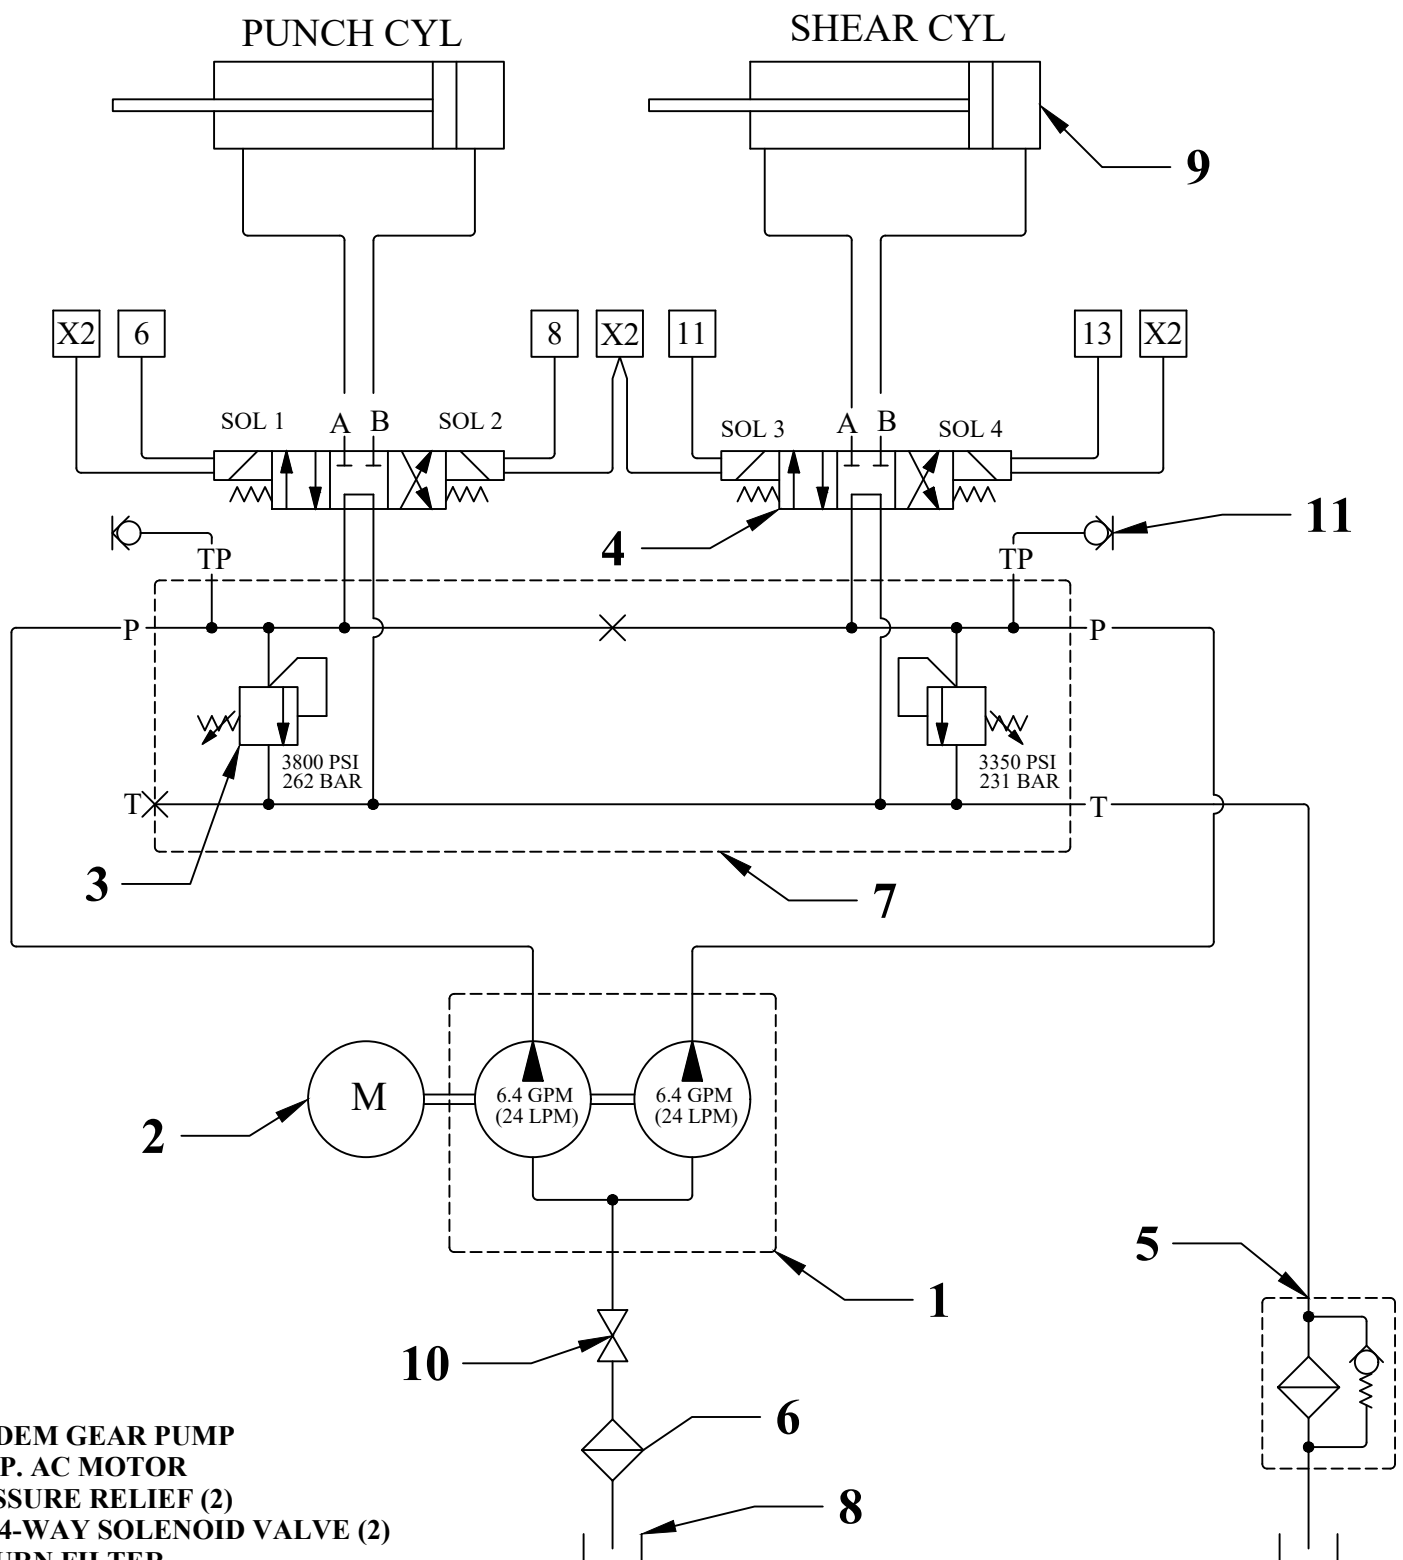 PUNCH CYL
SHEAR CYL
9
X2
6
8
X2
11
13
X2
SOL 1
A
B
SOL 2
SOL 3
A
B
SOL 4
4
11
TP
TP
P
P
3800 PSI
262 BAR
3350 PSI
231 BAR
T
T
3
7
M
6.4 GPM
(24 LPM)
6.4 GPM
(24 LPM)
2
5
1
10
6
8
DEM GEAR PUMP
P. AC MOTOR
SSURE RELIEF (2)
4-WAY SOLENOID VALVE (2)
URN FILTER